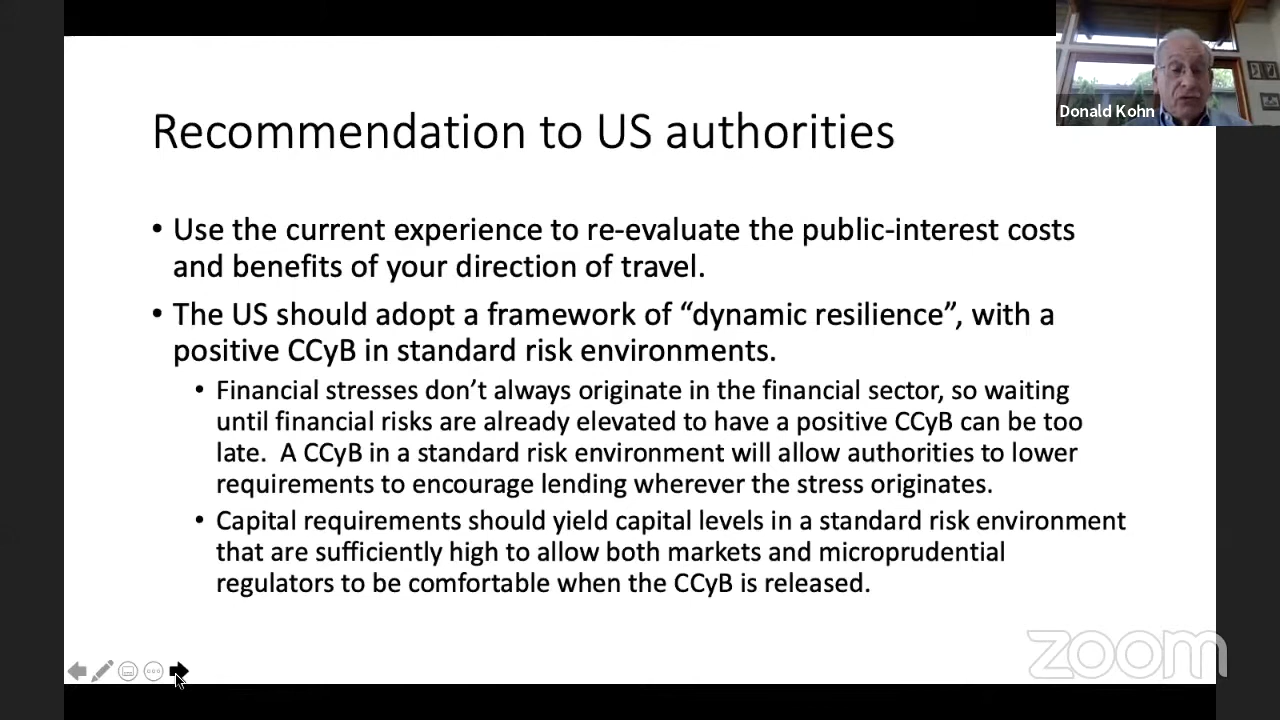 Donald Kohn
Recommendation to US authorities
• Use the current experience to re-evaluate the public-interest costs
and benefits of your direction of travel.
• The US should adopt a framework of “dynamic resilience”, with a
positive CCyB in standard risk environments.
• Financial stresses don’t always originate in the financial sector, so waiting
until financial risks are already elevated to have a positive CCyB can be too
late.  A CCyB in a standard risk environment will allow authorities to lower
requirements to encourage lending wherever the stress originates.
• Capital requirements should yield capital levels in a standard risk environment
that are sufficiently high to allow both markets and microprudential
regulators to be comfortable when the CCyB is released.
zoom